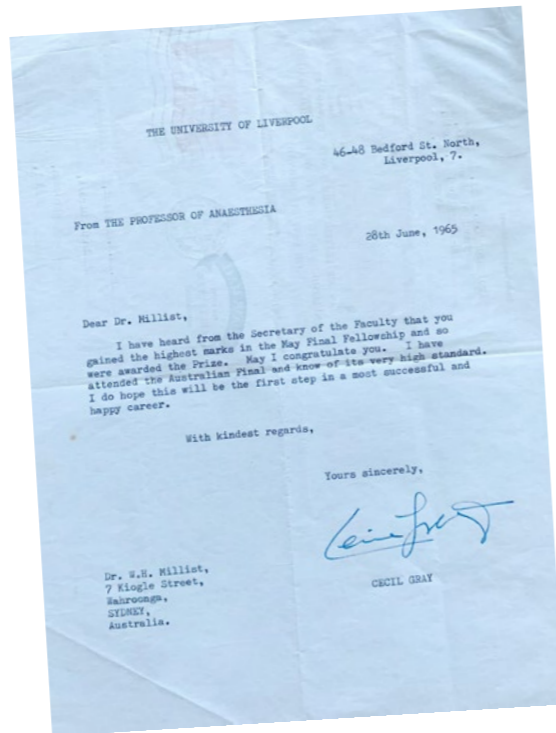 THE UNIVERSITY OF LIVERPOOL
46-48 Bedford St. North,
Liverpool, 7.
From THE PROFESSOR OF ANAESTHESIA
28th June, 1965
Dear Dr. Millist,
I have heard from the Secretary of the Faculty that you
gained the highest marks in the May Final Fellowship and so
were awarded the Prize. May I congratulate you. I have
attended the Australian Final and know of its very high standard.
I do hope this will be the first step in a most successful and
happy career.
With kindest regards,
Yours sincerely,
CECIL GRAY
Dr. W.H. Millist,
7 Kiogle Street,
Wahroonga,
SYDNEY,
Australia.